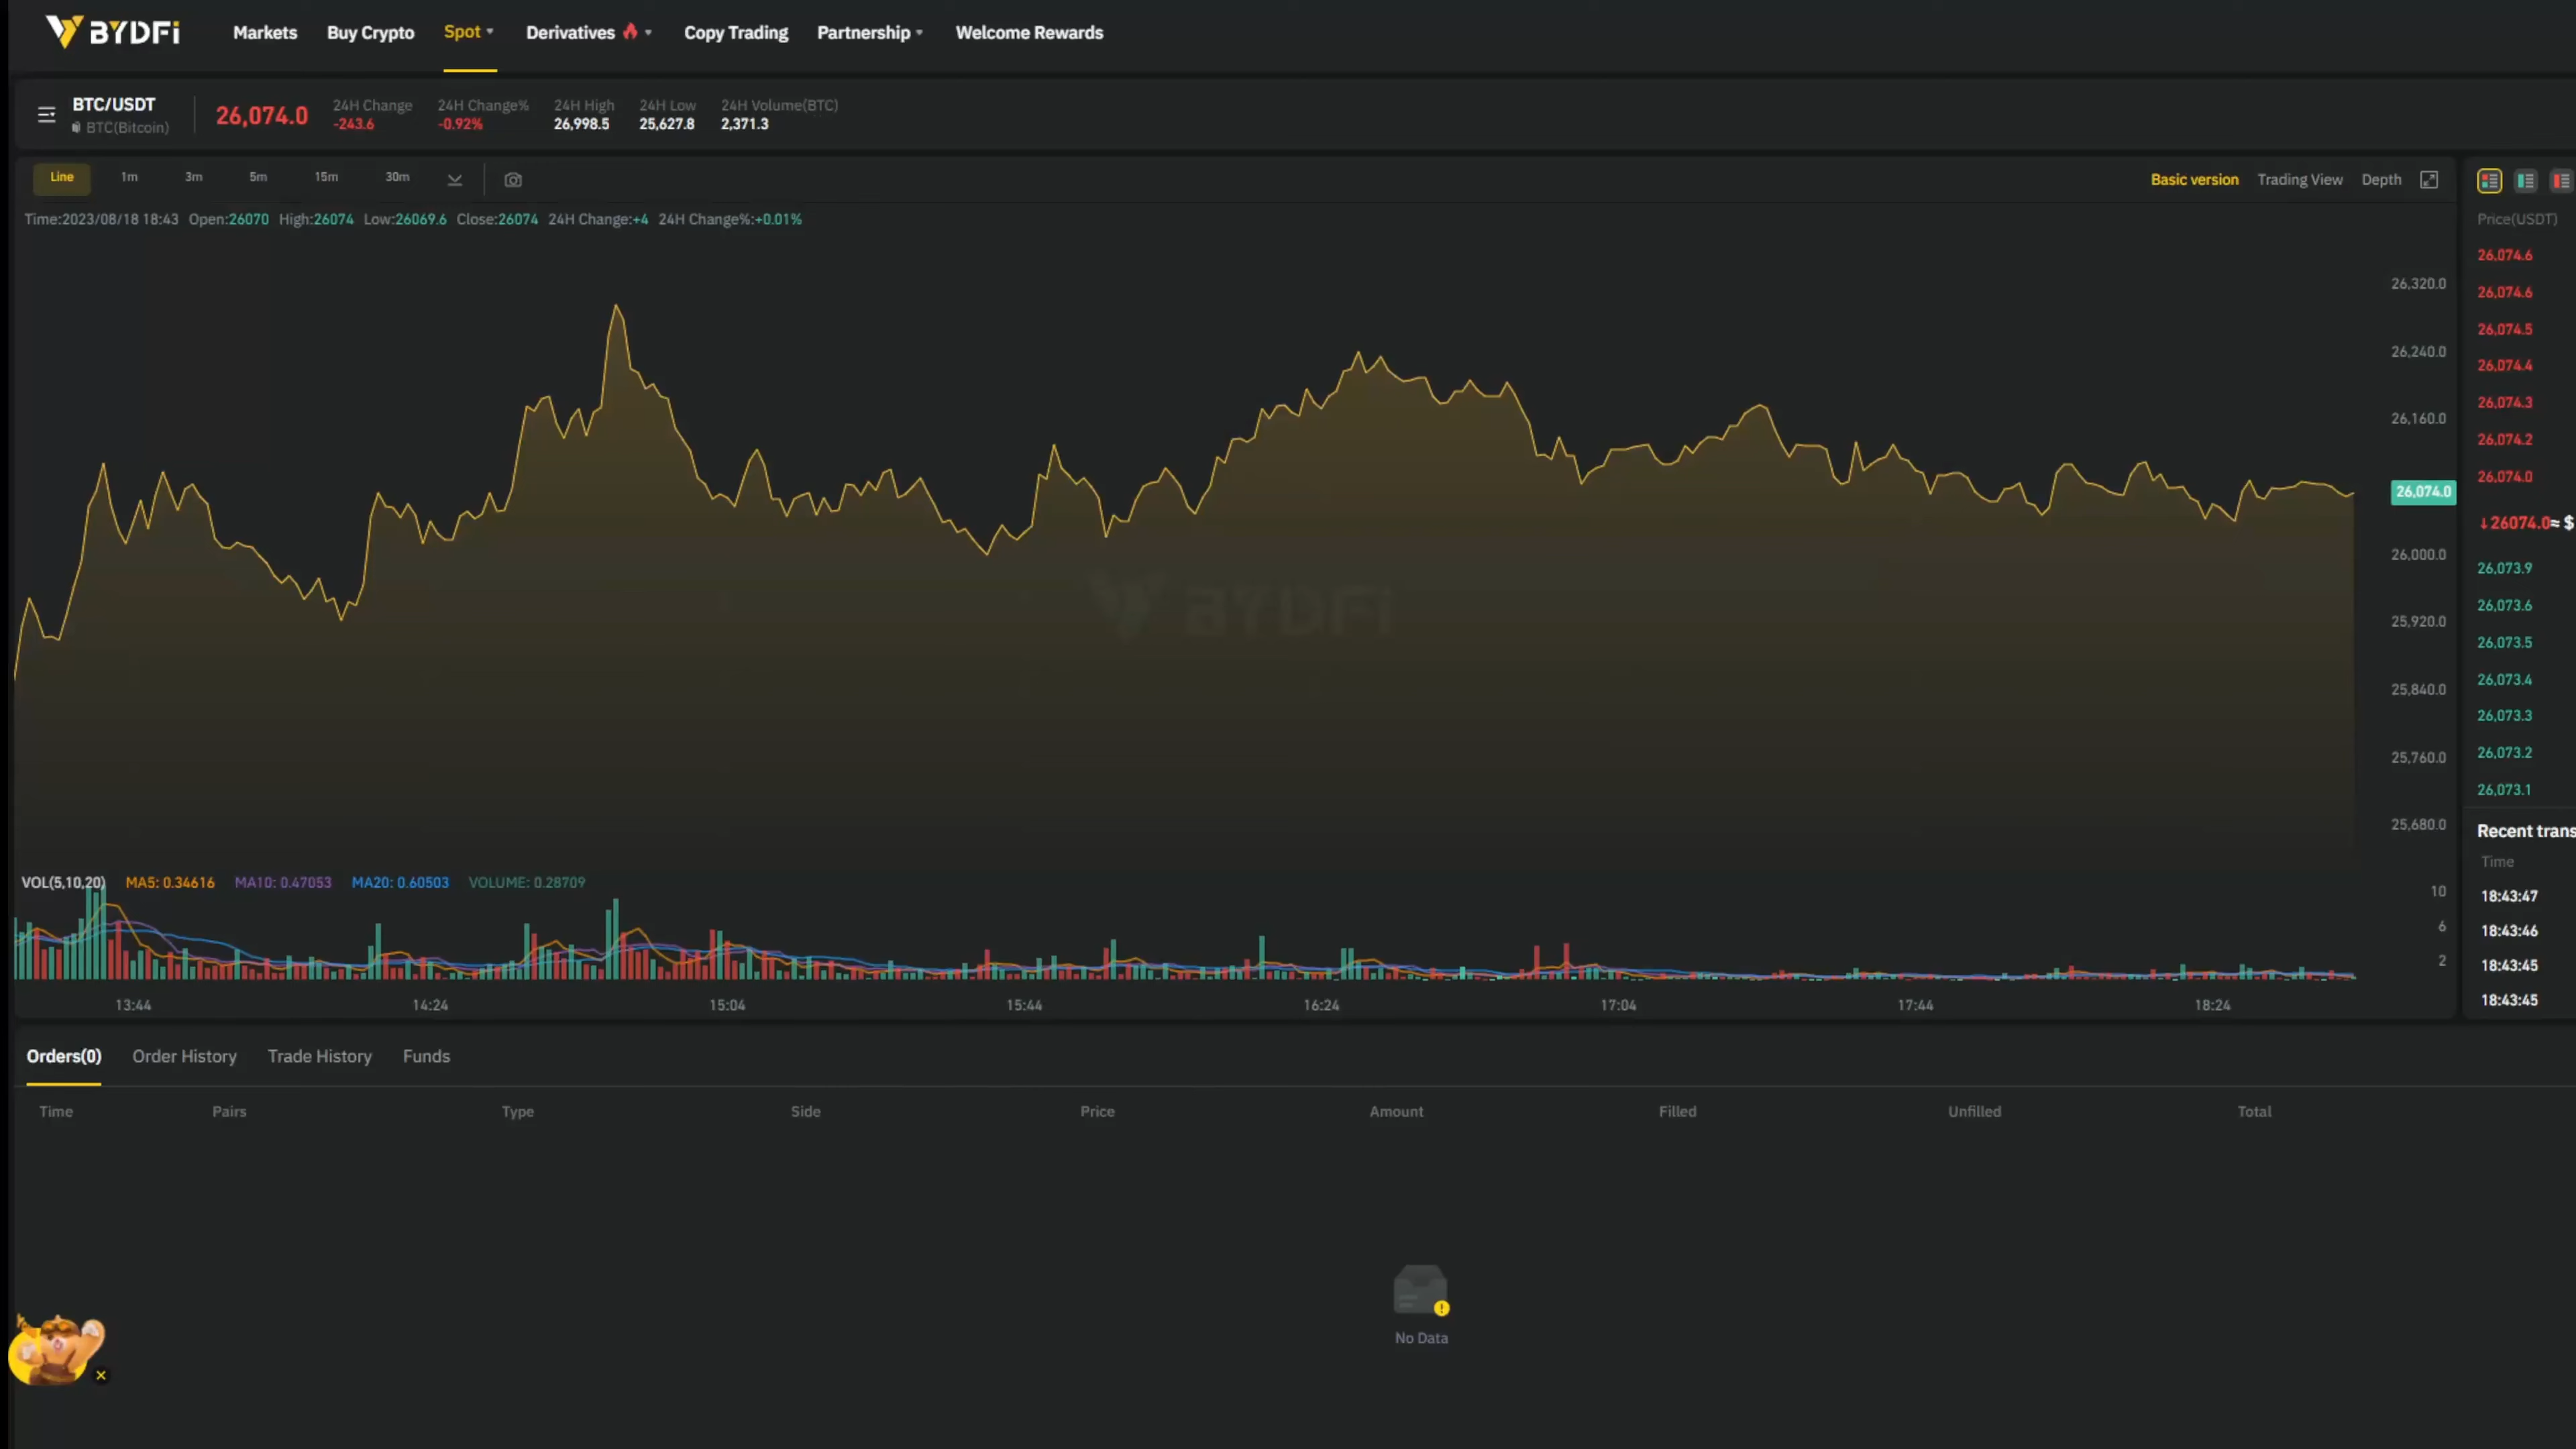 BYDFi Markets Buy Crypto Spot Derivatives Copy Trading Partnership Welcome Rewards
BTC/USDT
BTC(Bitcoin)
26,074.0
24H Change
-243.6
24H Change%
-0.92%
24H High
26,998.5
24H Low
25,627.8
24H Volume(BTC)
2,371.3
Line 1m 3m 5m 15m 30m
Basic version Trading View Depth
Time:2023/08/18 18:43 Open:26070 High:26074 Low:26069.6 Close:26074 24H Change:+4 24H Change%:+0.01%
26,320.0
26,240.0
26,160.0
26,074.0
26,000.0
25,920.0
25,840.0
25,760.0
25,680.0
BYDFi
VOL(5,10,20) MA5: 0.34616 MA10: 0.47053 MA20: 0.60503 VOLUME: 0.28709
10
6
2
13:44 14:24 15:04 15:44 16:24 17:04 17:44 18:24
Price(USDT)
26,074.6
26,074.6
26,074.5
26,074.4
26,074.3
26,074.2
26,074.0
↓26074.0≈ $
26,073.9
26,073.6
26,073.5
26,073.4
26,073.3
26,073.2
26,073.1
Recent trans
Time
18:43:47
18:43:46
18:43:45
18:43:45
Orders(0) Order History Trade History Funds
Time Pairs Type Side Price Amount Filled Unfilled Total
No Data